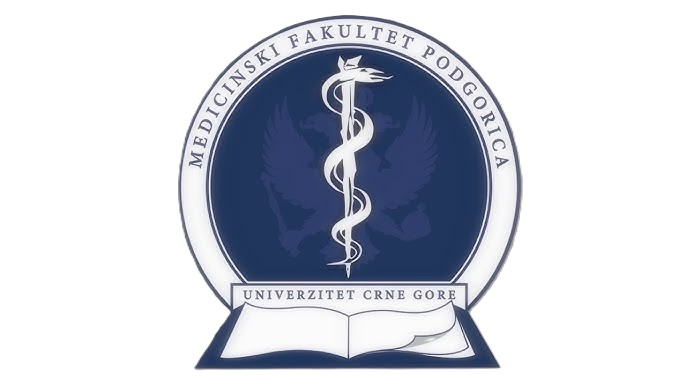 MEDICINSKI FAKULTET PODGORICA
UNIVERZITET CRNE GORE